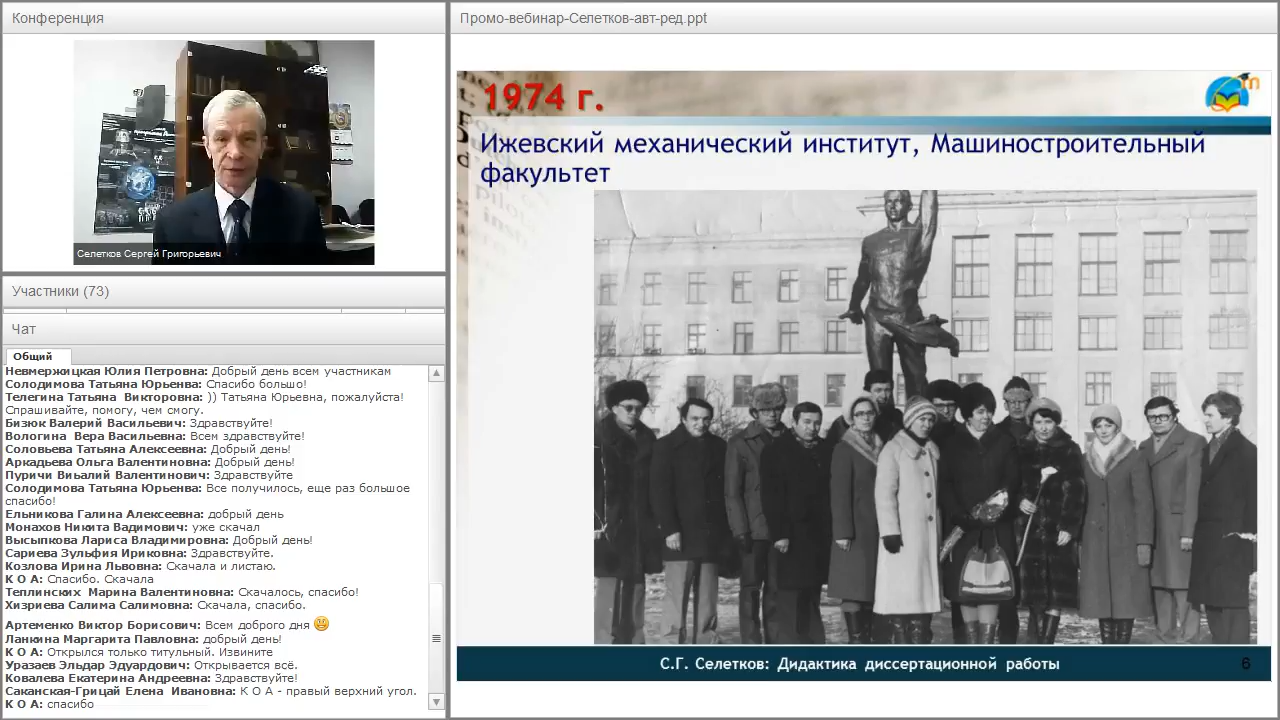 Конференция
Селетков Сергей Григорьевич
Участники (73)
Чат
Общий
Невмержицкая Юлия Петровна: Добрый день всем участникам
Солодимова Татьяна Юрьевна: Спасибо большо!
Телегина Татьяна Викторовна: )) Татьяна Юрьевна, пожалуйста!
Спрашивайте, помогу, чем смогу.
Бизюк Валерий Васильевич: Здравствуйте!
Вологина Вера Васильевна: Всем здравствуйте!
Соловьева Татьяна Алексеевна: Добрый день!
Аркадьева Ольга Валентиновна: Добрый день!
Пуричи Виьалий Валентинович: Здравствуйте
Солодимова Татьяна Юрьевна: Все получилось, еще раз большое
спасибо!
Ельникова Галина Алексеевна: добрый день
Монахов Никита Вадимович: уже скачал
Высыпкова Лариса Владимировна: Добрый день!
Сариева Зульфия Ириковна: Здравствуйте.
Козлова Ирина Львовна: Скачала и листаю.
К О А: Спасибо. Скачала
Теплинских Марина Валентиновна: Скачалось, спасибо!
Хизриева Салима Салимовна: Скачала, спасибо.
Артеменко Виктор Борисович: Всем доброго дня
Ланкина Маргарита Павловна: добрый день!
К О А: Открылся только титульный. Извините
Уразаев Эльдар Эдуардович: Открывается всё.
Ковалева Екатерина Андреевна: Здравствуйте!
Саканская-Грицай Елена Ивановна: К О А - правый верхний угол.
К О А: спасибо
Промо-вебинар-Селетков-авт-ред.ppt
1974 г.
Ижевский механический институт, Машиностроительный
факультет
С.Г. Селетков: Дидактика диссертационной работы
6